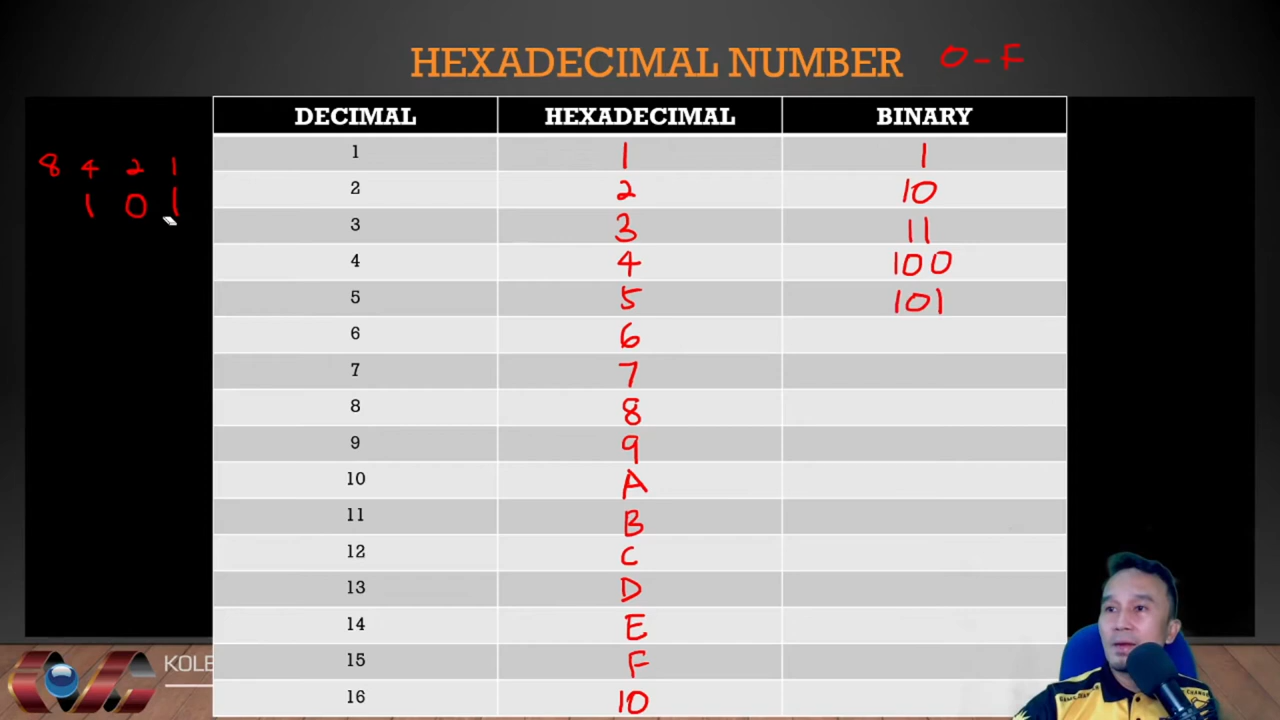 HEXADECIMAL NUMBER 0 - F
DECIMAL HEXADECIMAL BINARY
8 4 2 1
1 0 1
1 1 1
2 2 10
3 3 11
4 4 100
5 5 101
6 6
7 7
8 8
9 9
10 A
11 B
12 C
13 D
14 E
15 F
16 10
KOLE